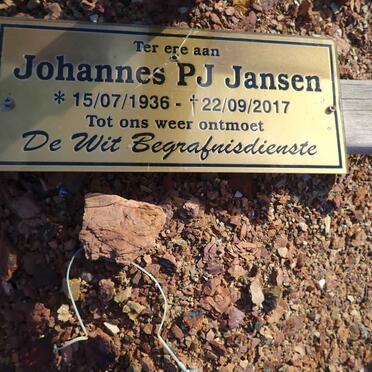 Ter ere aan
Johannes PJ Jansen
* 15/07/1936 - † 22/09/2017
Tot ons weer ontmoet
De Wit Begrafnisdienste